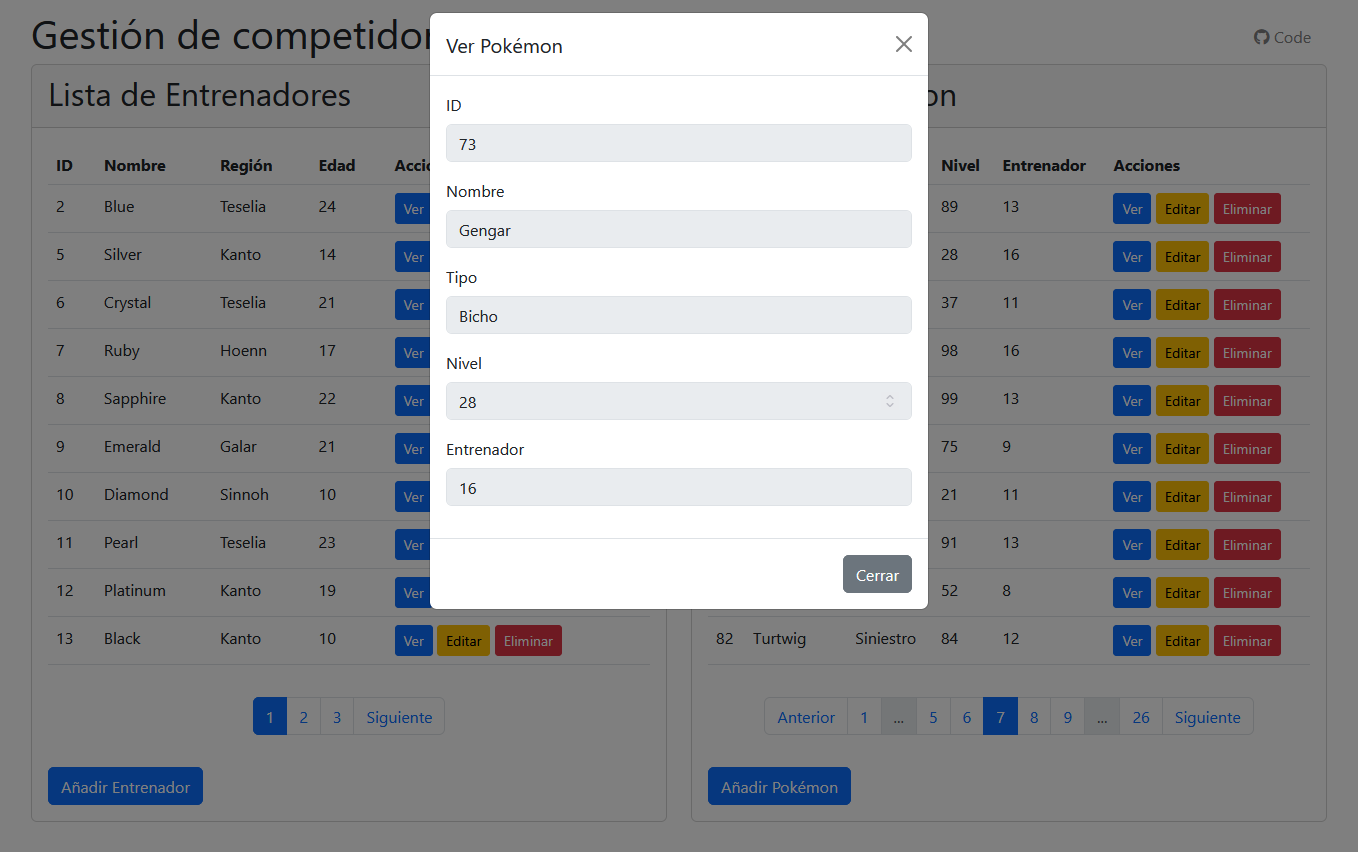 Gestión de competidor
Code
Ver Pokémon
ID
73
Nombre
Gengar
Tipo
Bicho
Nivel
28
Entrenador
16
Cerrar
Lista de Entrenadores
ID Nombre Región Edad
2 Blue Teselia 24 Ver
5 Silver Kanto 14 Ver
6 Crystal Teselia 21 Ver
7 Ruby Hoenn 17 Ver
8 Sapphire Kanto 22 Ver
9 Emerald Galar 21 Ver
10 Diamond Sinnoh 10 Ver
11 Pearl Teselia 23 Ver
12 Platinum Kanto 19 Ver
13 Black Kanto 10 Ver Editar Eliminar
1 2 3 Siguiente
Añadir Entrenador
on
Nivel Entrenador Acciones
89 13 Ver Editar Eliminar
28 16 Ver Editar Eliminar
37 11 Ver Editar Eliminar
98 16 Ver Editar Eliminar
99 13 Ver Editar Eliminar
75 9 Ver Editar Eliminar
21 11 Ver Editar Eliminar
91 13 Ver Editar Eliminar
52 8 Ver Editar Eliminar
82 Turtwig Siniestro 84 12 Ver Editar Eliminar
Anterior 1 ... 5 6 7 8 9 ... 26 Siguiente
Añadir Pokémon